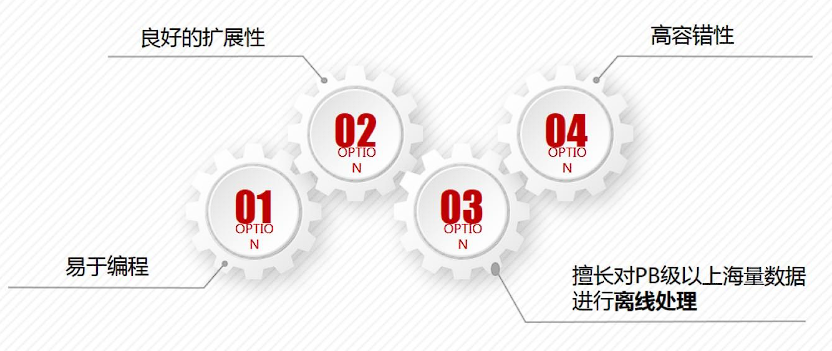 良好的扩展性
高容错性
02
OPTIO
N
04
OPTIO
N
01
OPTIO
N
03
OPTIO
N
易于编程
擅长对PB级以上海量数据
进行离线处理